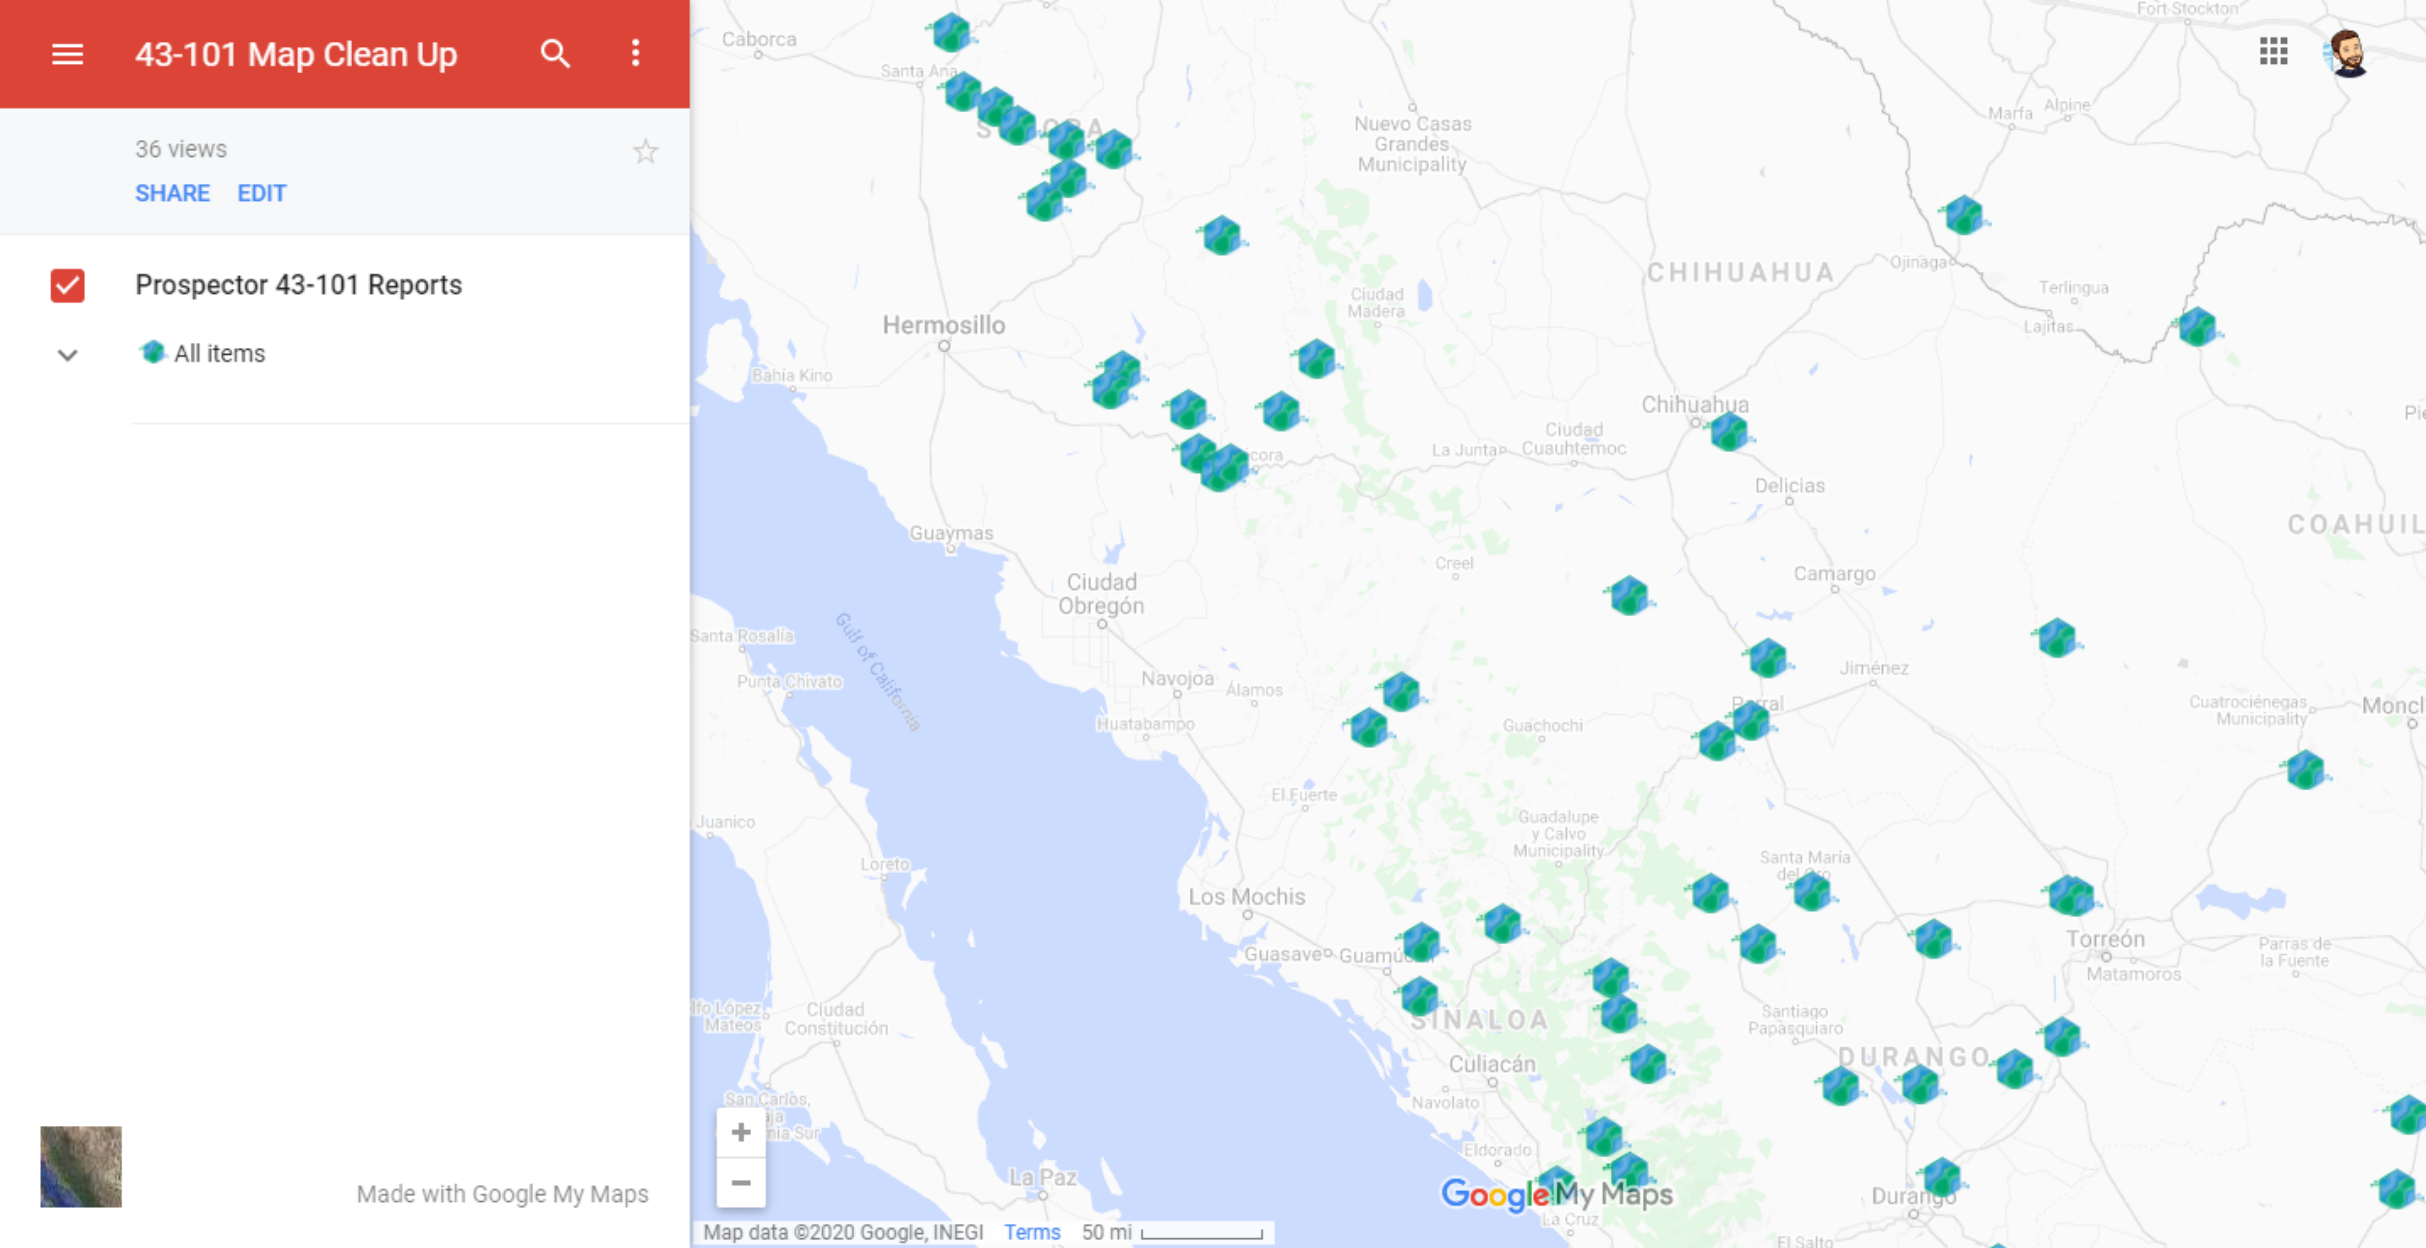 43-101 Map Clean Up
36 views
SHARE EDIT
Prospector 43-101 Reports
All items
Made with Google My Maps
Caborca
Santa Ana
Fort Stockton
Marfa
Alpine
Nuevo Casas
Grandes
Municipality
CHIHUAHUA
Ojinaga
Terlingua
Lajitas
Ciudad
Madera
Hermosillo
Bahía Kino
Chihuahua
La Junta
Ciudad
Cuauhtemoc
Delicias
COAHUIL
Guaymas
Creel
Camargo
Ciudad
Obregón
Gulf of California
Santa Rosalía
Punta Chivato
Navojoa
Álamos
Huatabampo
Guachochi
Jiménez
Cuatrociénegas
Municipality
Moncl
El Fuerte
Guadalupe
y Calvo
Municipality
Juanico
Loreto
Santa María
Los Mochis
Guasave
Torreón
Matamoros
Parras de
la Fuente
Ciudad
Constitución
Mateos
SINALOA
Santiago
Papasquiaro
DURANGO
Culiacán
Navolato
San Carlos,
Eldorado
La Paz
Durango
Google My Maps
La Cruz
El Salto
Map data ©2020 Google, INEGI Terms 50 mi